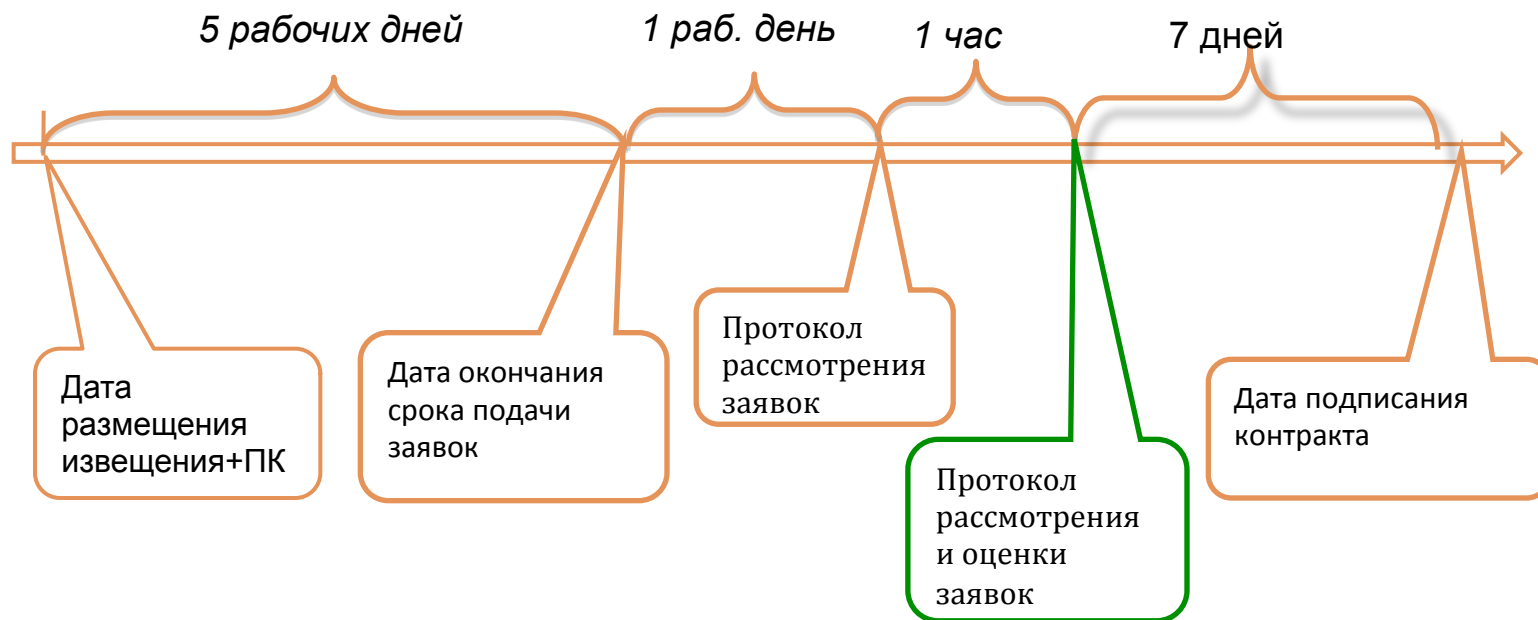 5 рабочих дней
1 раб. день
1 час
7 дней
Дата
размещения
извещения+ПК
Дата окончания
срока подачи
заявок
Протокол
рассмотрения
заявок
Протокол
рассмотрения
и оценки
заявок
Дата подписания
контракта